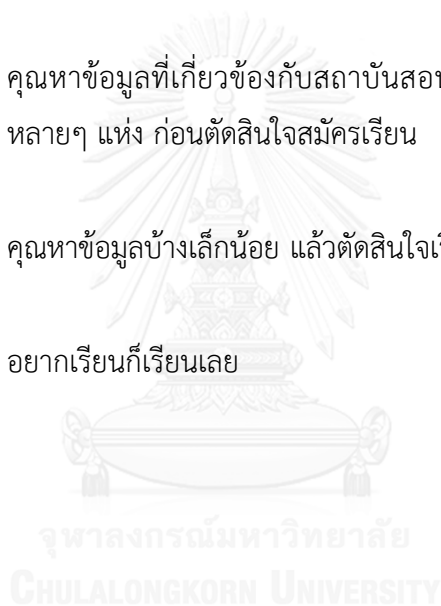 คุณหาข้อมูลที่เกี่ยวข้องกับสถาบันสอน
หลายๆ แห่ง ก่อนตัดสินใจสมัครเรียน
คุณหาข้อมูลบ้างเล็กน้อย แล้วตัดสินใจเรี
อยากเรียนก็เรียนเลย
จุฬาลงกรณ์มหาวิทยาลัย
CHULALONGKORN UNIVERSITY